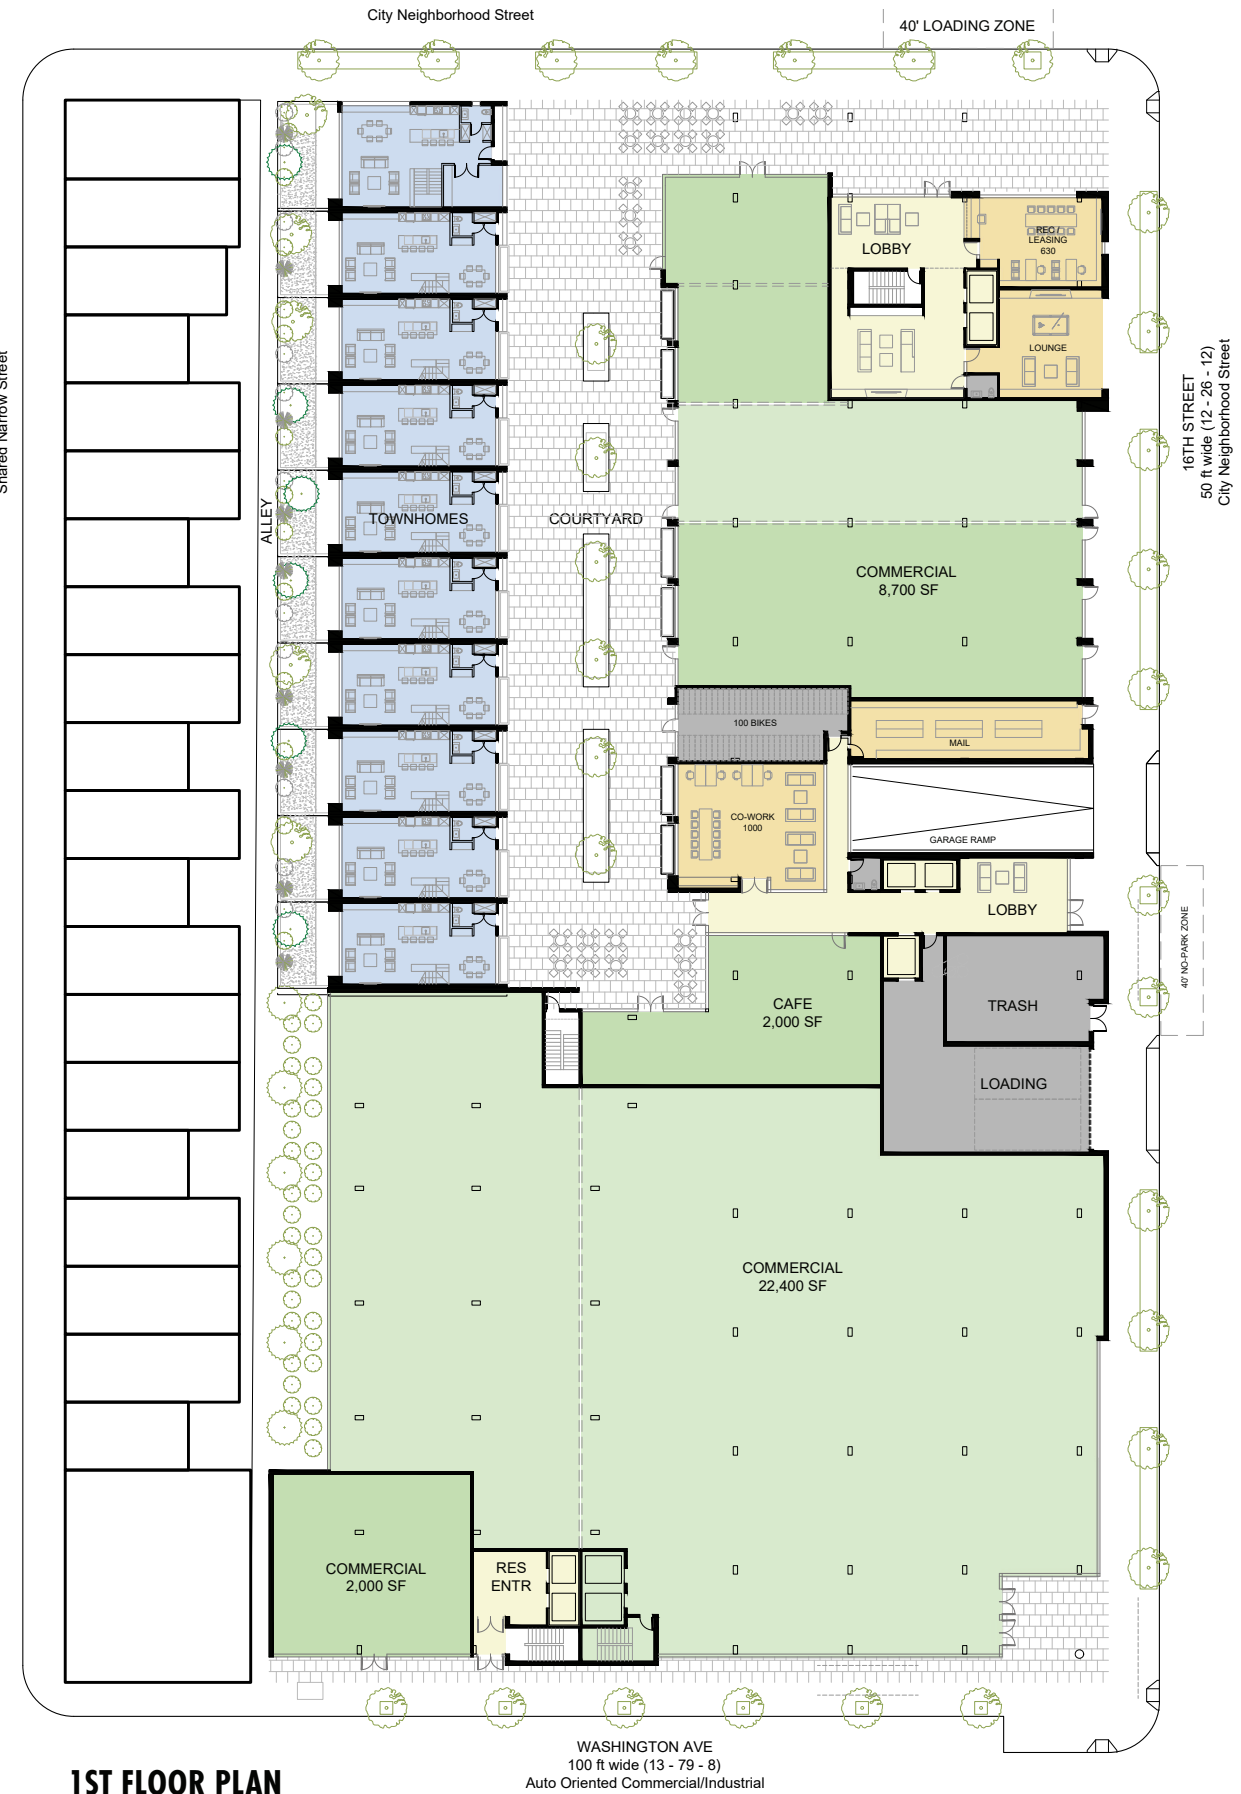 City Neighborhood Street
40' LOADING ZONE
LOBBY
REC /
LEASING
630
LOUNGE
Shared Narrow Street
16TH STREET
50 ft wide (12 - 26 - 12)
City Neighborhood Street
ALLEY
TOWNHOMES
COURTYARD
COMMERCIAL
8,700 SF
100 BIKES
MAIL
CO-WORK
1000
GARAGE RAMP
LOBBY
40' NO-PARK ZONE
CAFE
2,000 SF
TRASH
LOADING
COMMERCIAL
22,400 SF
COMMERCIAL
2,000 SF
RES
ENTR
WASHINGTON AVE
100 ft wide (13 - 79 - 8)
Auto Oriented Commercial/Industrial
1ST FLOOR PLAN